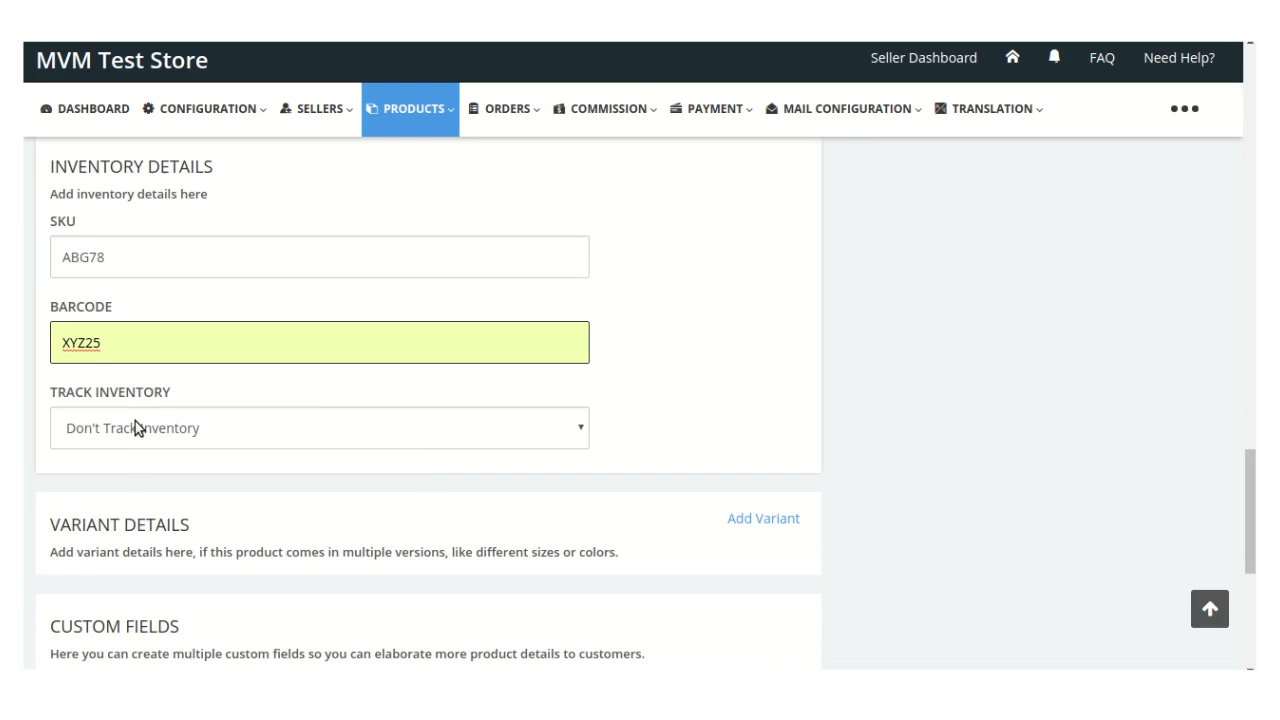 MVM Test Store
Seller Dashboard FAQ Need Help?
DASHBOARD CONFIGURATION SELLERS PRODUCTS ORDERS COMMISSION PAYMENT MAIL CONFIGURATION TRANSLATION
INVENTORY DETAILS
Add inventory details here
SKU
ABG78
BARCODE
XYZ25
TRACK INVENTORY
Don't Track Inventory
VARIANT DETAILS
Add Variant
Add variant details here, if this product comes in multiple versions, like different sizes or colors.
CUSTOM FIELDS
Here you can create multiple custom fields so you can elaborate more product details to customers.